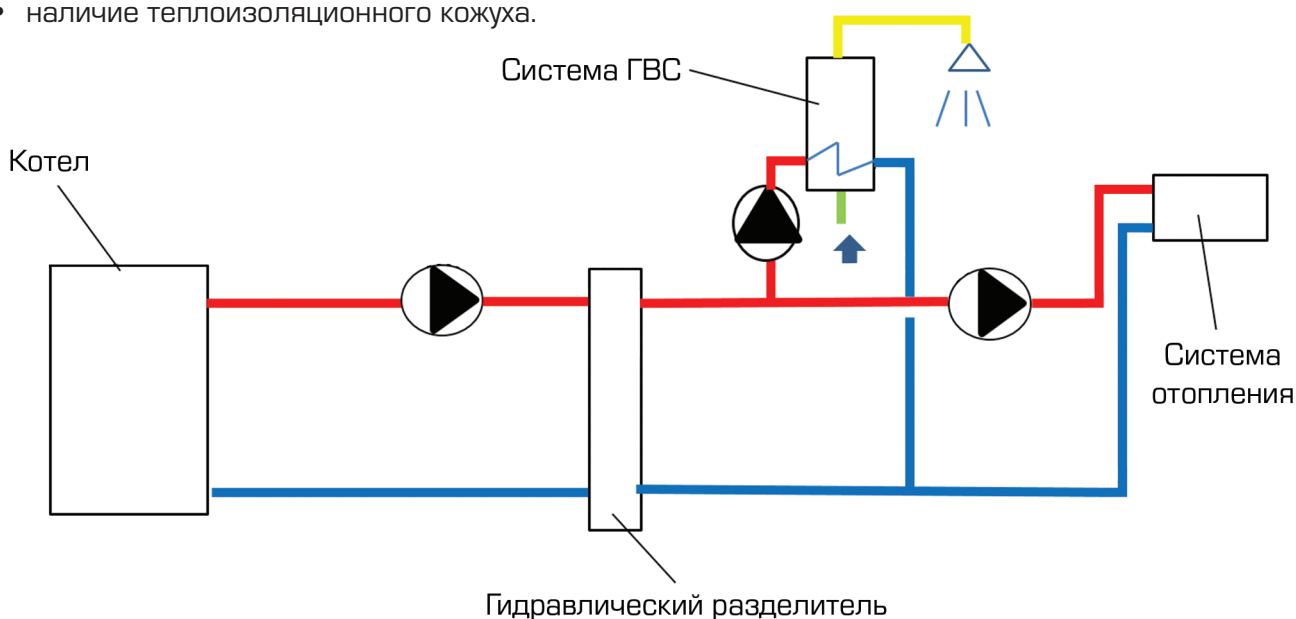 • наличие теплоизоляционного кожуха.
Система ГВС
Котел
Система
отопления
Гидравлический разделитель